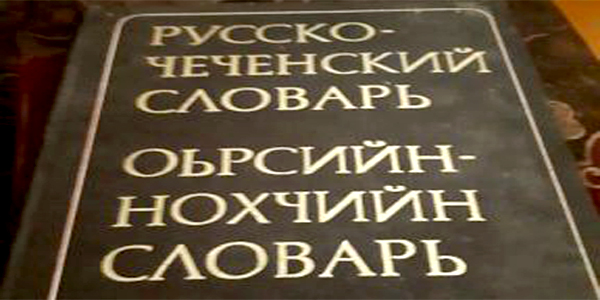 РУССКО-
ЧЕЧЕНСКИЙ
СЛОВАРЬ
ОЬРСИЙН-
НОХЧИЙН
СЛОВАРЬ